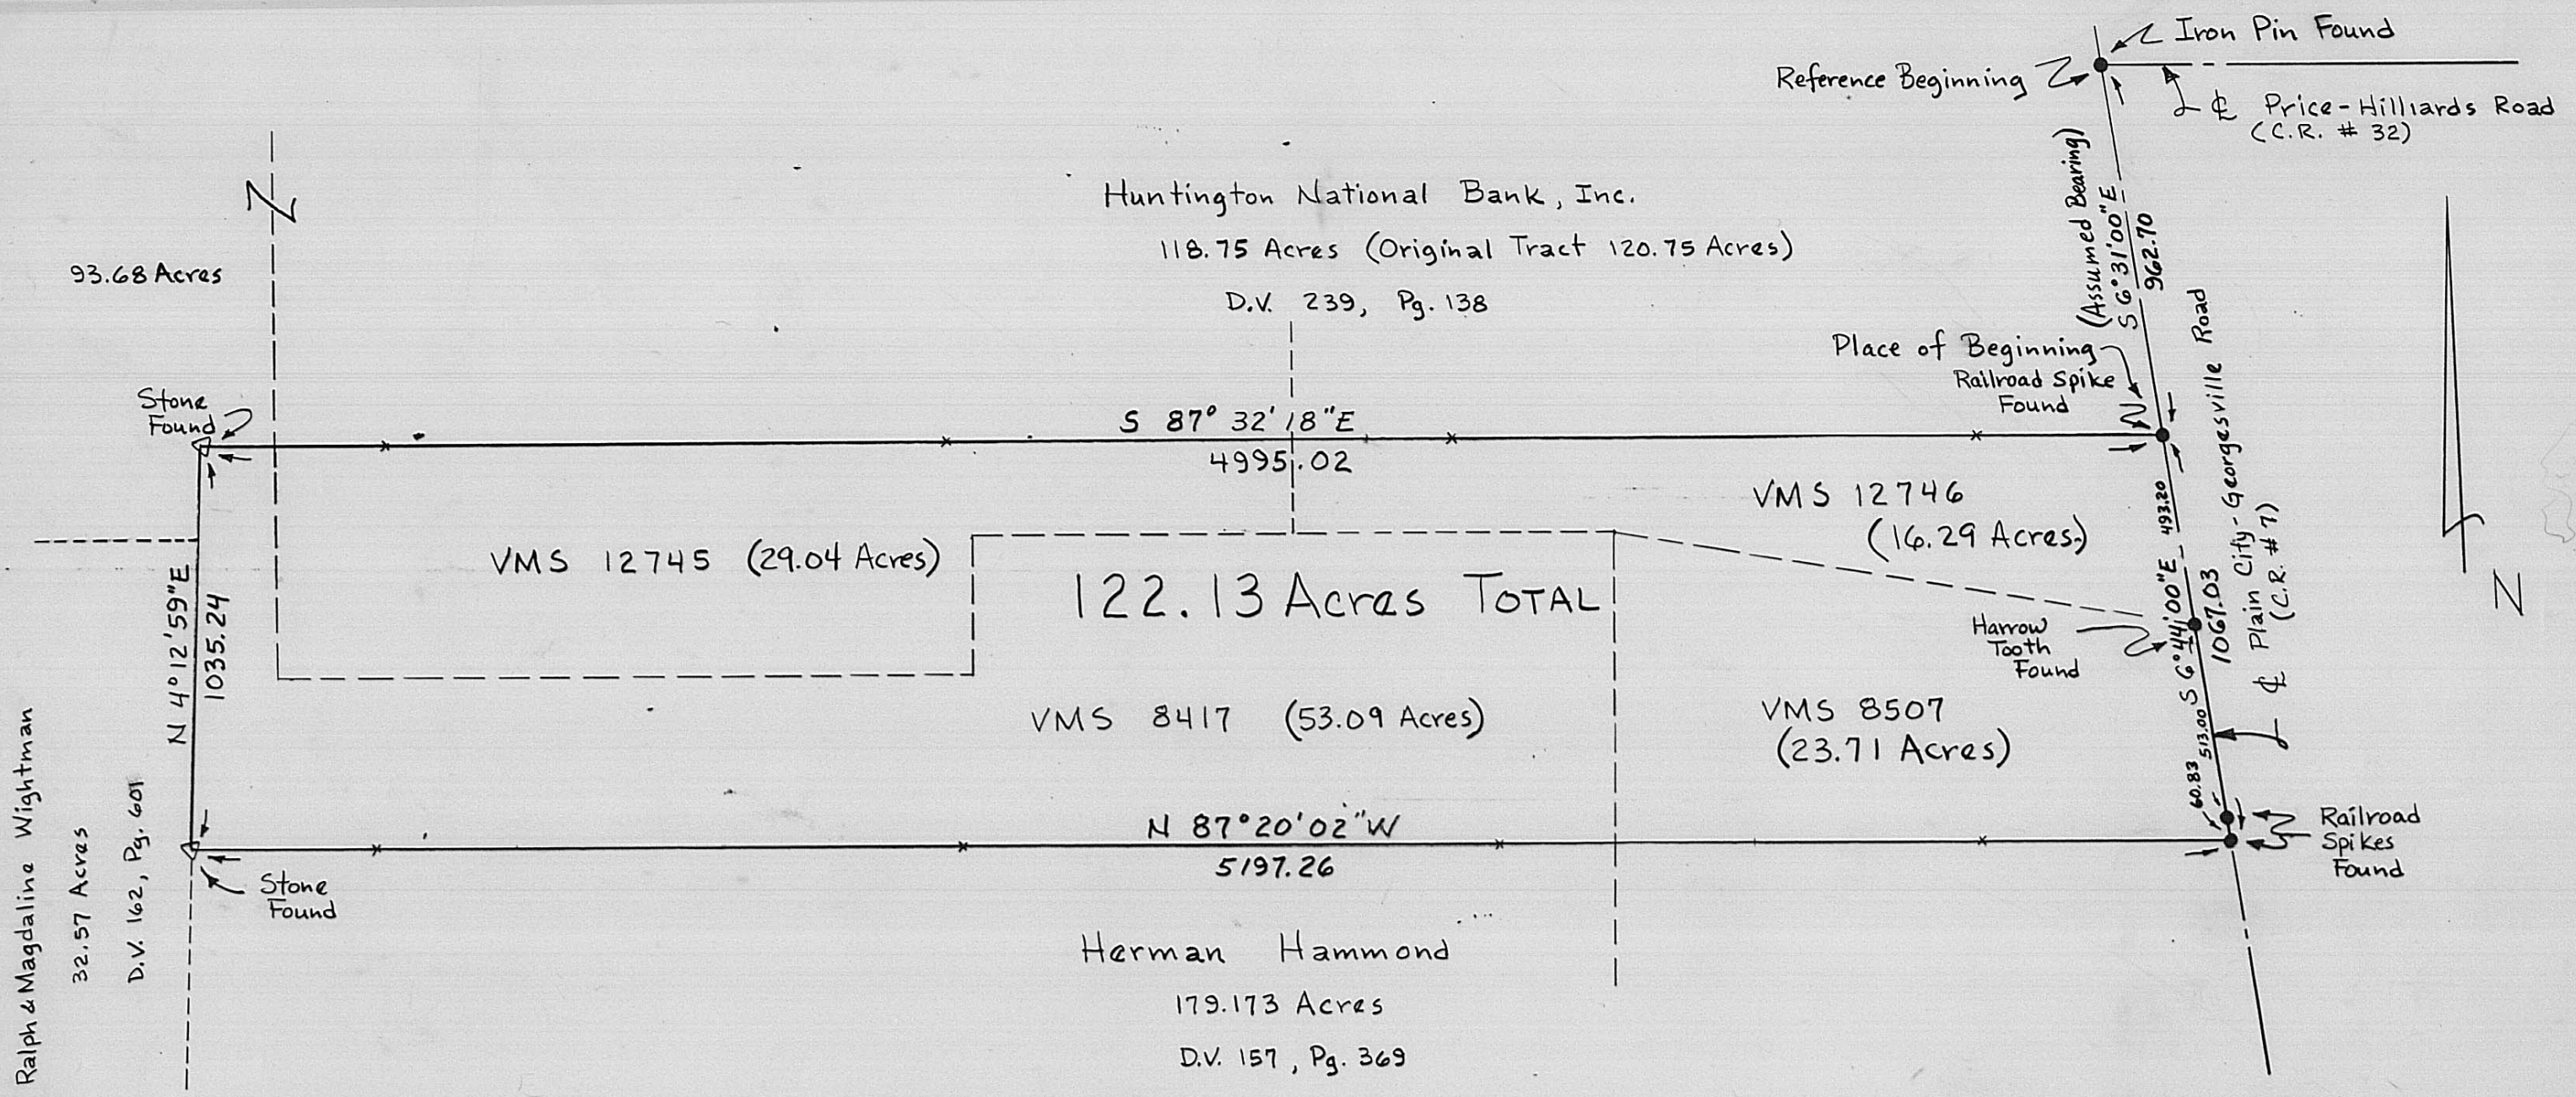 Iron Pin Found
Reference Beginning
℄ Price-Hilliards Road
(C.R. # 32)
(Assumed Bearing)
S 6° 31' 00" E
962.70
Huntington National Bank, Inc.
118.75 Acres (Original Tract 120.75 Acres)
D.V. 239, Pg. 138
93.68 Acres
Place of Beginning
Railroad Spike
Found
Stone
Found
S 87° 32' 18" E
4995.02
VMS 12746
(16.29 Acres)
VMS 12745 (29.04 Acres)
122.13 Acres TOTAL
N 4° 12' 59" E
1035.24
493.20
S 6° 44' 00" E
1067.03
℄ Plain City-Georgesville Road
(C.R. # 7)
N
Harrow
Tooth
Found
VMS 8417 (53.09 Acres)
VMS 8507
(23.71 Acres)
513.00
60.83
Railroad
Spikes
Found
N 87° 20' 02" W
5197.26
Stone
Found
Ralph & Magdaline Wightman
32.57 Acres
D.V. 162, Pg. 601
Herman Hammond
179.173 Acres
D.V. 157, Pg. 369